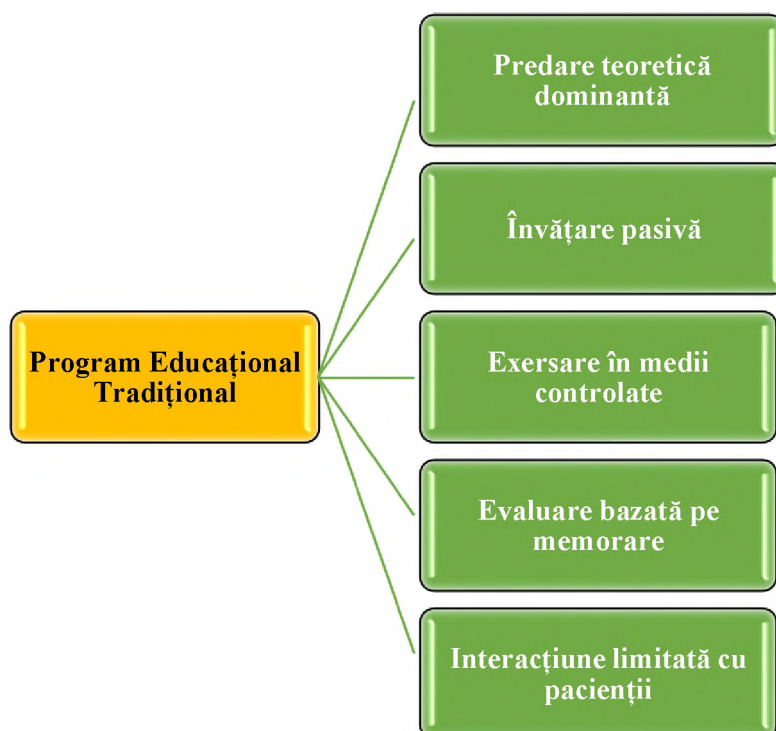 Program Educațional
Tradițional
Predare teoretică
dominantă
Învățare pasivă
Exersare în medii
controlate
Evaluare bazată pe
memorare
Interacțiune limitată cu
pacienții